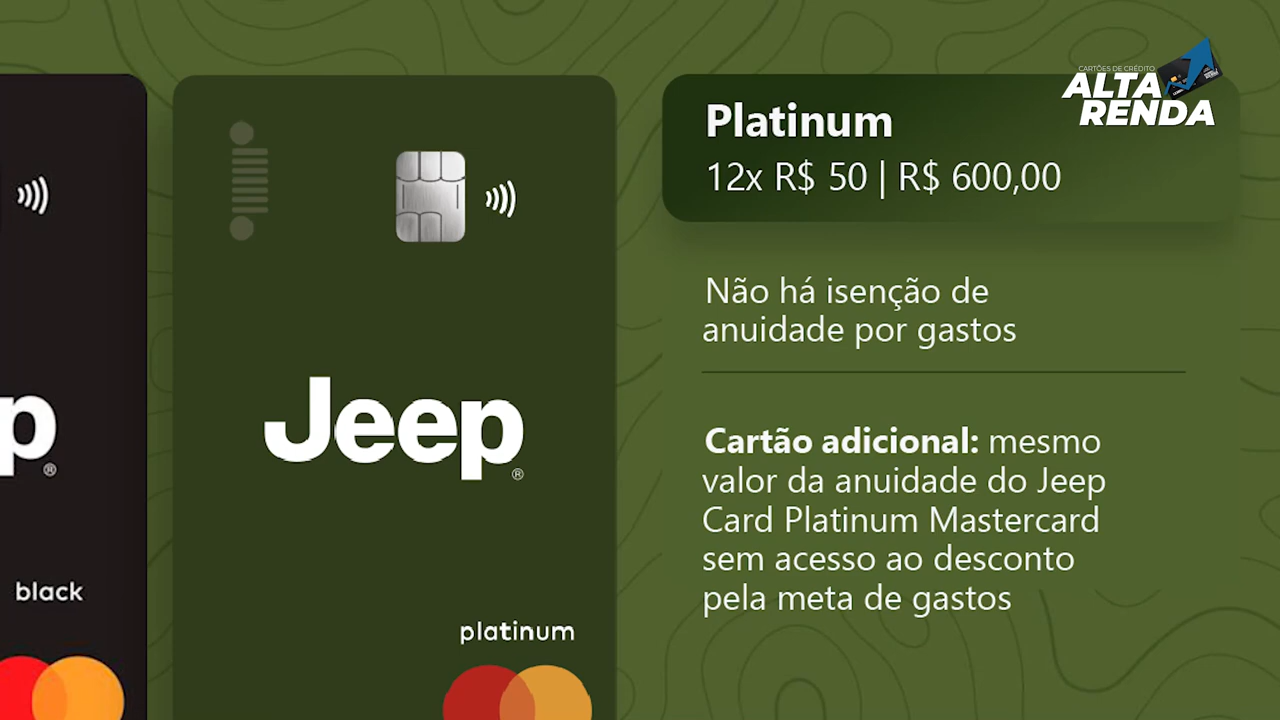 CARTÕES DE CRÉDITO
ALTA
RENDA
Platinum
12x R$ 50 | R$ 600,00
Não há isenção de
anuidade por gastos
Cartão adicional: mesmo
valor da anuidade do Jeep
Card Platinum Mastercard
sem acesso ao desconto
pela meta de gastos
Jeep®
platinum
p®
black